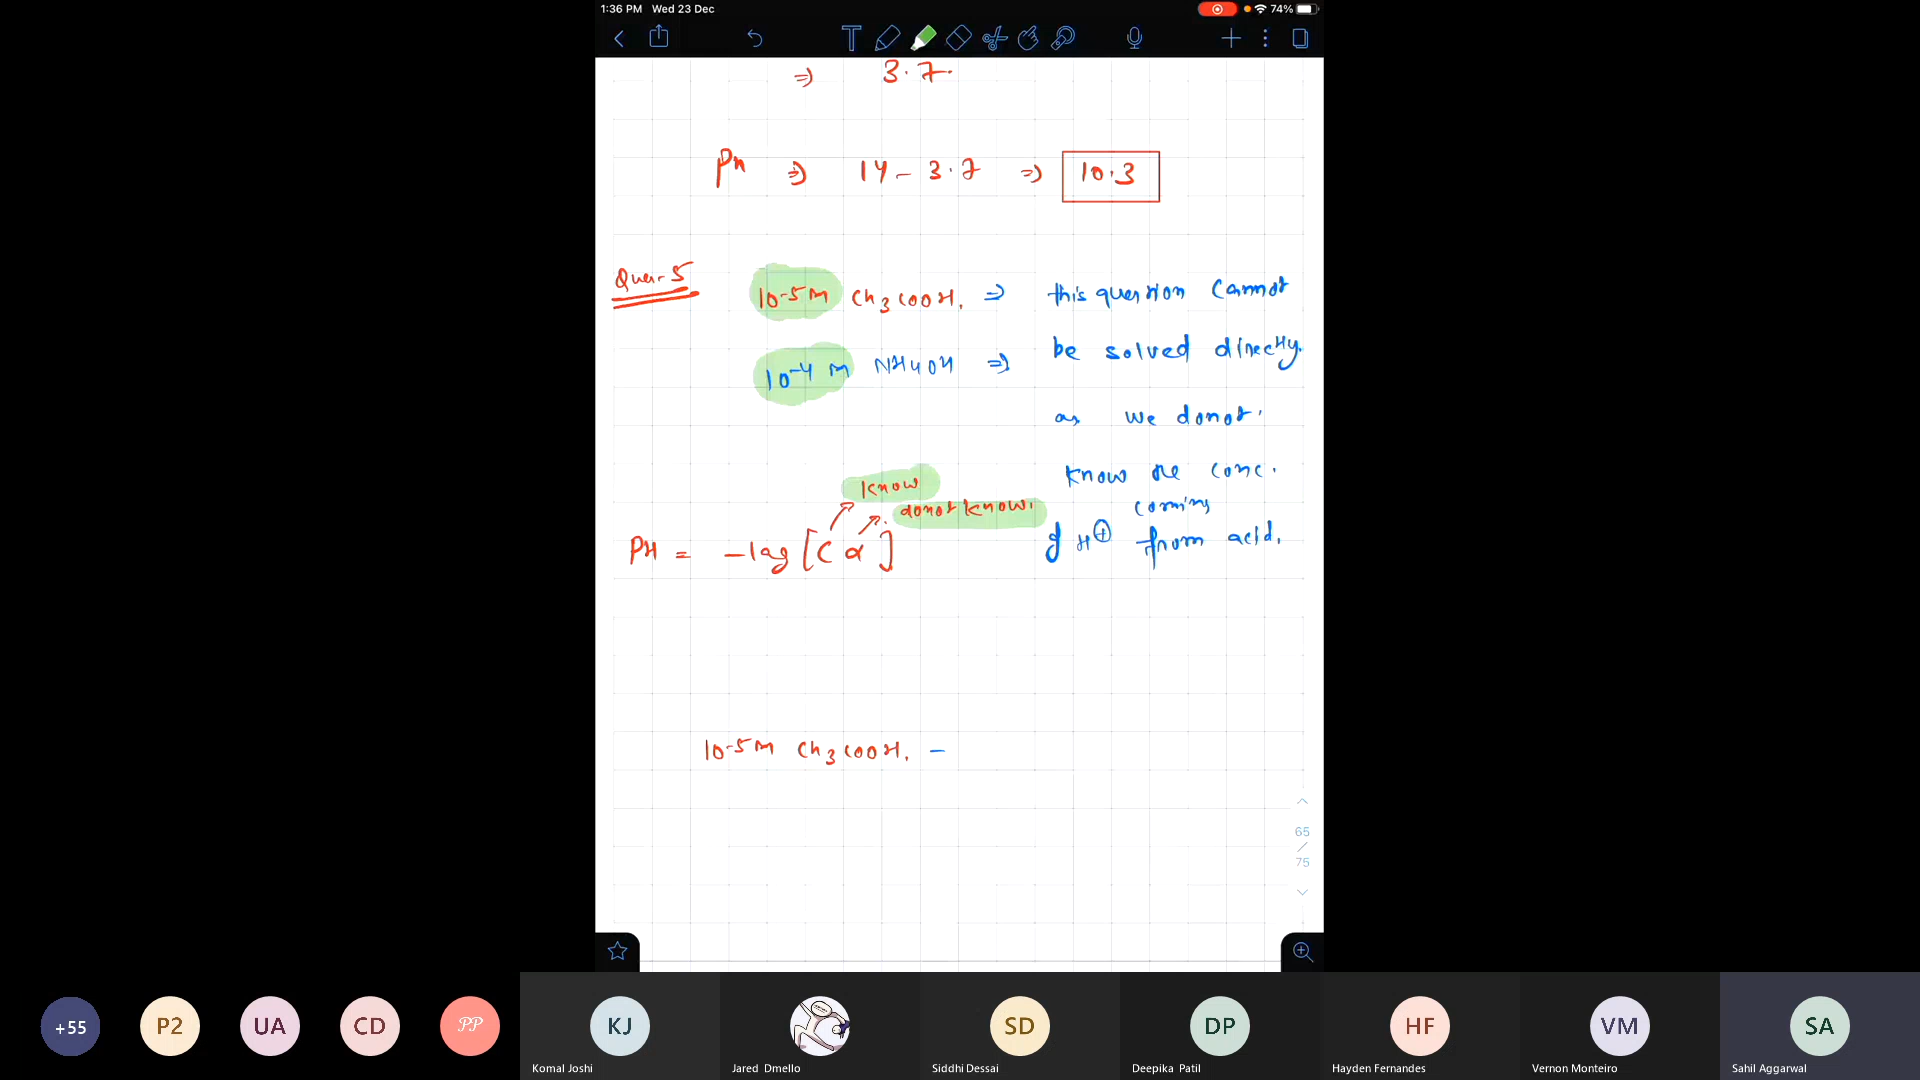 1:36 PM Wed 23 Dec
74%
⇒ 3.7.
PH ⇒ 14 - 3.7 ⇒ 10.3
Ques-5
10-5M CH3COOH, ⇒ this question cannot
be solved directly.
10-4 M NH4OH ⇒
as we donot.
know the conc.
coming
of H⊕ from acid.
know
donot know.
PH = -log [C α]
10-5M CH3COOH, -
65
/
75
+55
P2
UA
CD
PP
KJ
SD
DP
HF
VM
SA
Komal Joshi
Jared Dmello
Siddhi Dessai
Deepika Patil
Hayden Fernandes
Vernon Monteiro
Sahil Aggarwal